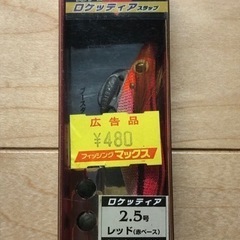 ロケッティア スラップ
広告品
¥480
フィッシング マックス
ロケッティア
2.5号
レッド(赤ベース)